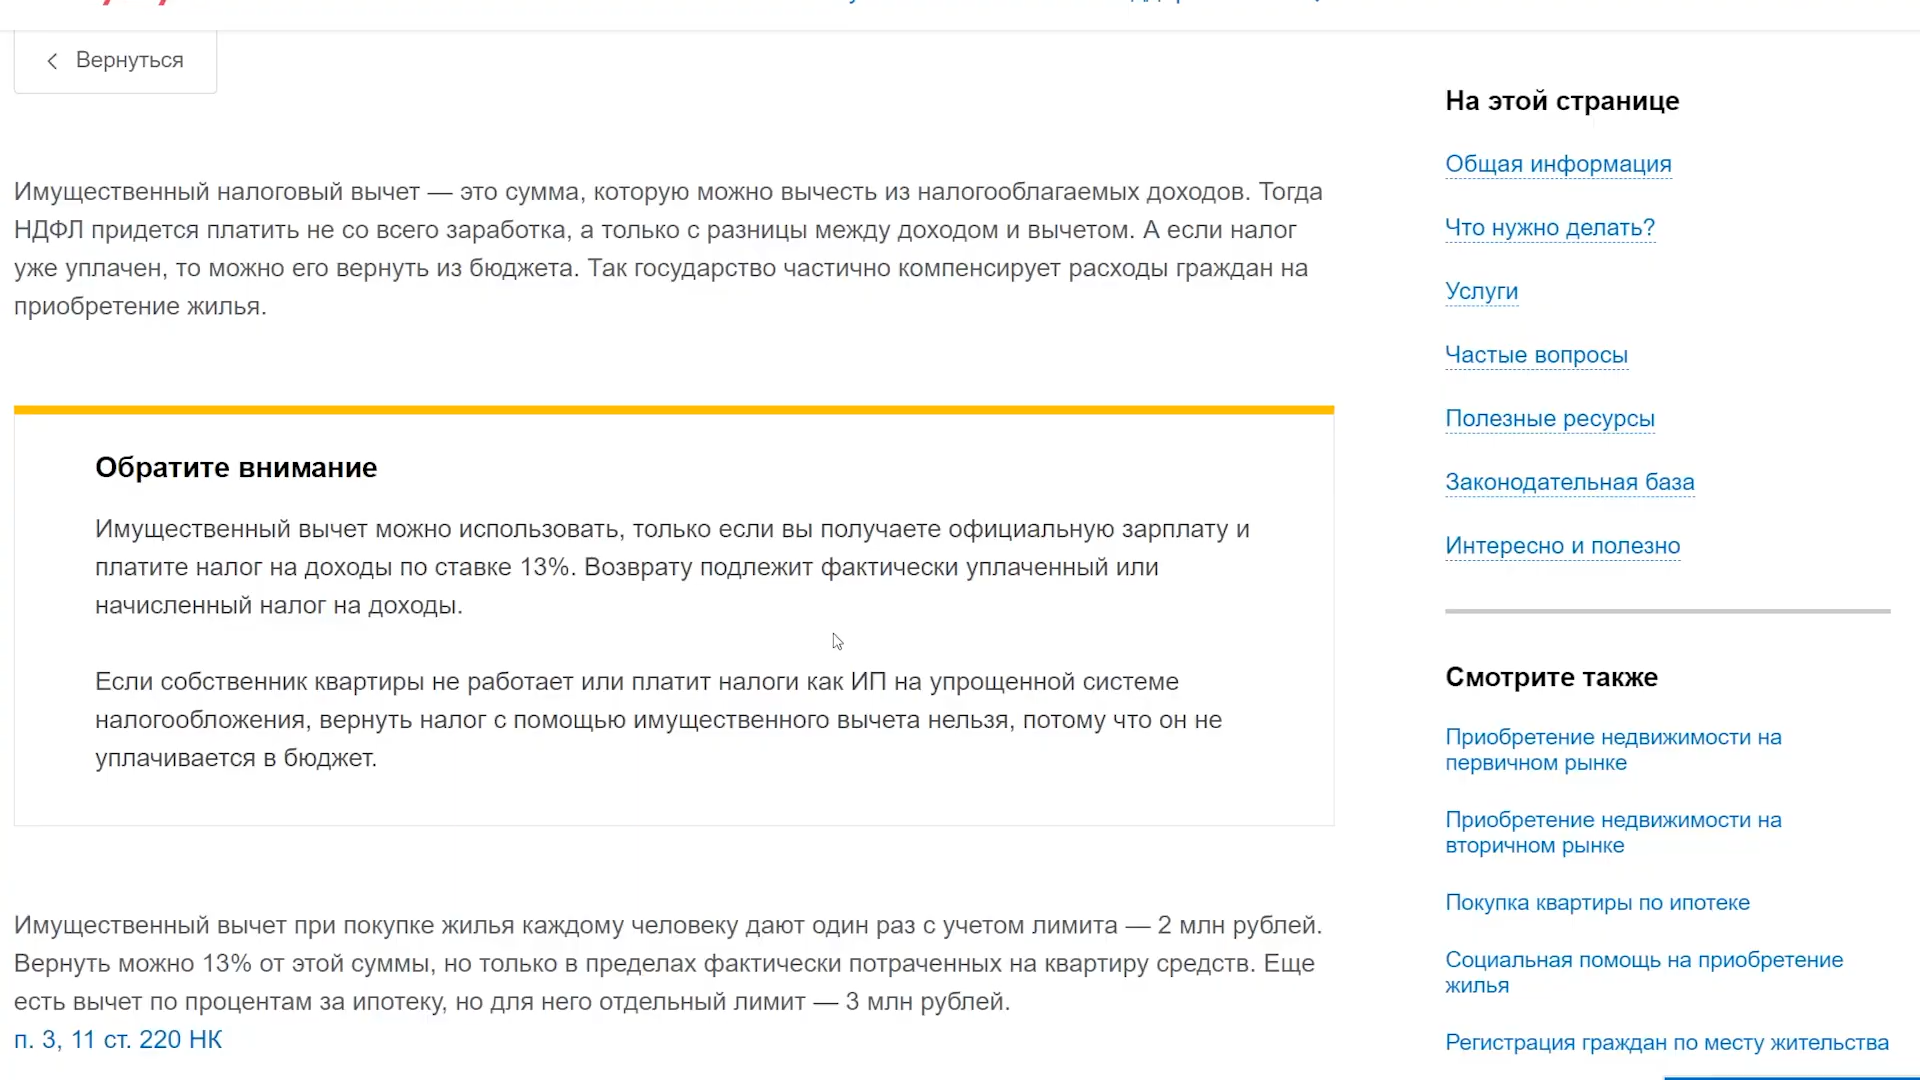 Вернуться
Имущественный налоговый вычет — это сумма, которую можно вычесть из налогооблагаемых доходов. Тогда
НДФЛ придется платить не со всего заработка, а только с разницы между доходом и вычетом. А если налог
уже уплачен, то можно его вернуть из бюджета. Так государство частично компенсирует расходы граждан на
приобретение жилья.
Обратите внимание
Имущественный вычет можно использовать, только если вы получаете официальную зарплату и
платите налог на доходы по ставке 13%. Возврату подлежит фактически уплаченный или
начисленный налог на доходы.
Если собственник квартиры не работает или платит налоги как ИП на упрощенной системе
налогообложения, вернуть налог с помощью имущественного вычета нельзя, потому что он не
уплачивается в бюджет.
Имущественный вычет при покупке жилья каждому человеку дают один раз с учетом лимита — 2 млн рублей.
Вернуть можно 13% от этой суммы, но только в пределах фактически потраченных на квартиру средств. Еще
есть вычет по процентам за ипотеку, но для него отдельный лимит — 3 млн рублей.
п. 3, 11 ст. 220 НК
На этой странице
Общая информация
Что нужно делать?
Услуги
Частые вопросы
Полезные ресурсы
Законодательная база
Интересно и полезно
Смотрите также
Приобретение недвижимости на
первичном рынке
Приобретение недвижимости на
вторичном рынке
Покупка квартиры по ипотеке
Социальная помощь на приобретение
жилья
Регистрация граждан по месту жительства